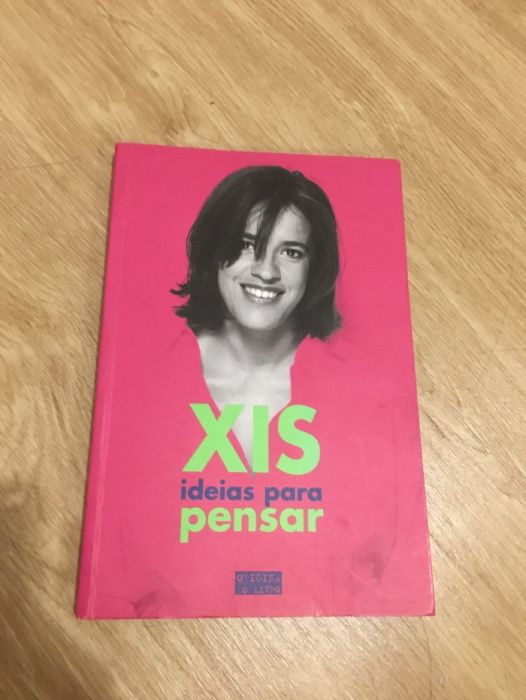 XIS
ideias para
pensar
OFICINA
DO LIVRO